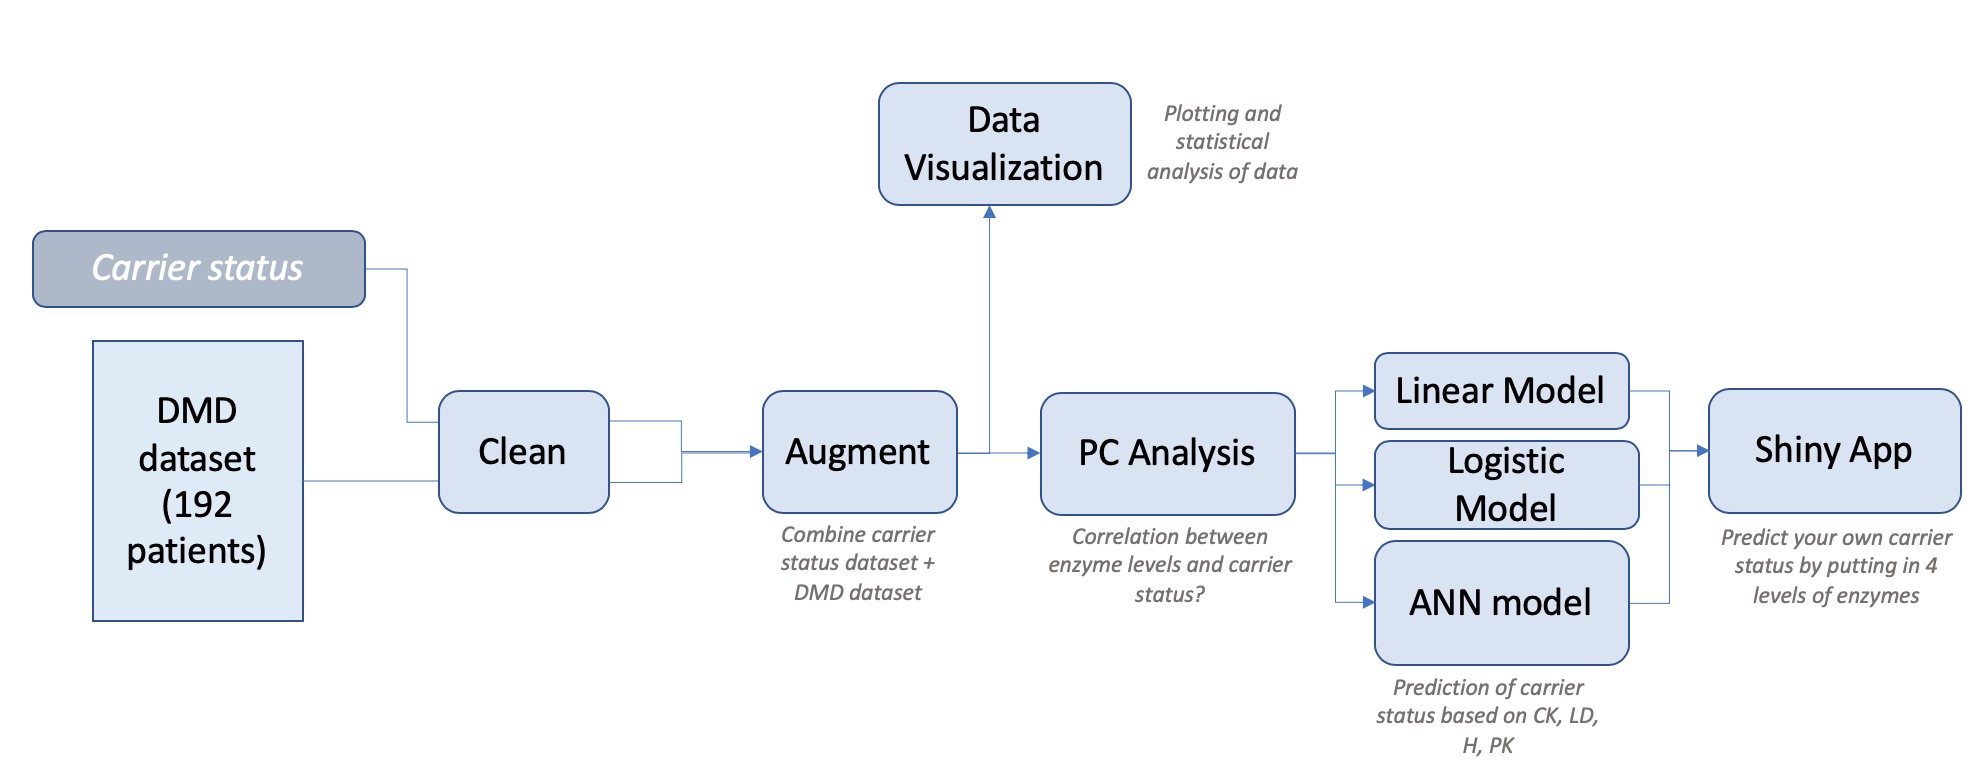 Data
Visualization
Plotting and
statistical
analysis of data
Carrier status
DMD
dataset
(192
patients)
Clean
Augment
Combine carrier
status dataset +
DMD dataset
PC Analysis
Correlation between
enzyme levels and carrier
status?
Linear Model
Logistic
Model
ANN model
Prediction of carrier
status based on CK, LD,
H, PK
Shiny App
Predict your own carrier
status by putting in 4
levels of enzymes